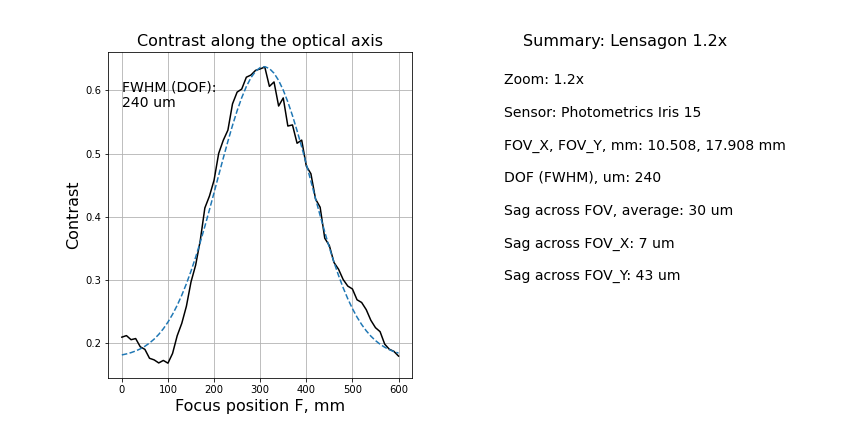 Contrast along the optical axis
FWHM (DOF):
240 um
0.6
0.5
0.4
0.3
0.2
Contrast
0 100 200 300 400 500 600
Focus position F, mm
Summary: Lensagon 1.2x
Zoom: 1.2x
Sensor: Photometrics Iris 15
FOV_X, FOV_Y, mm: 10.508, 17.908 mm
DOF (FWHM), um: 240
Sag across FOV, average: 30 um
Sag across FOV_X: 7 um
Sag across FOV_Y: 43 um